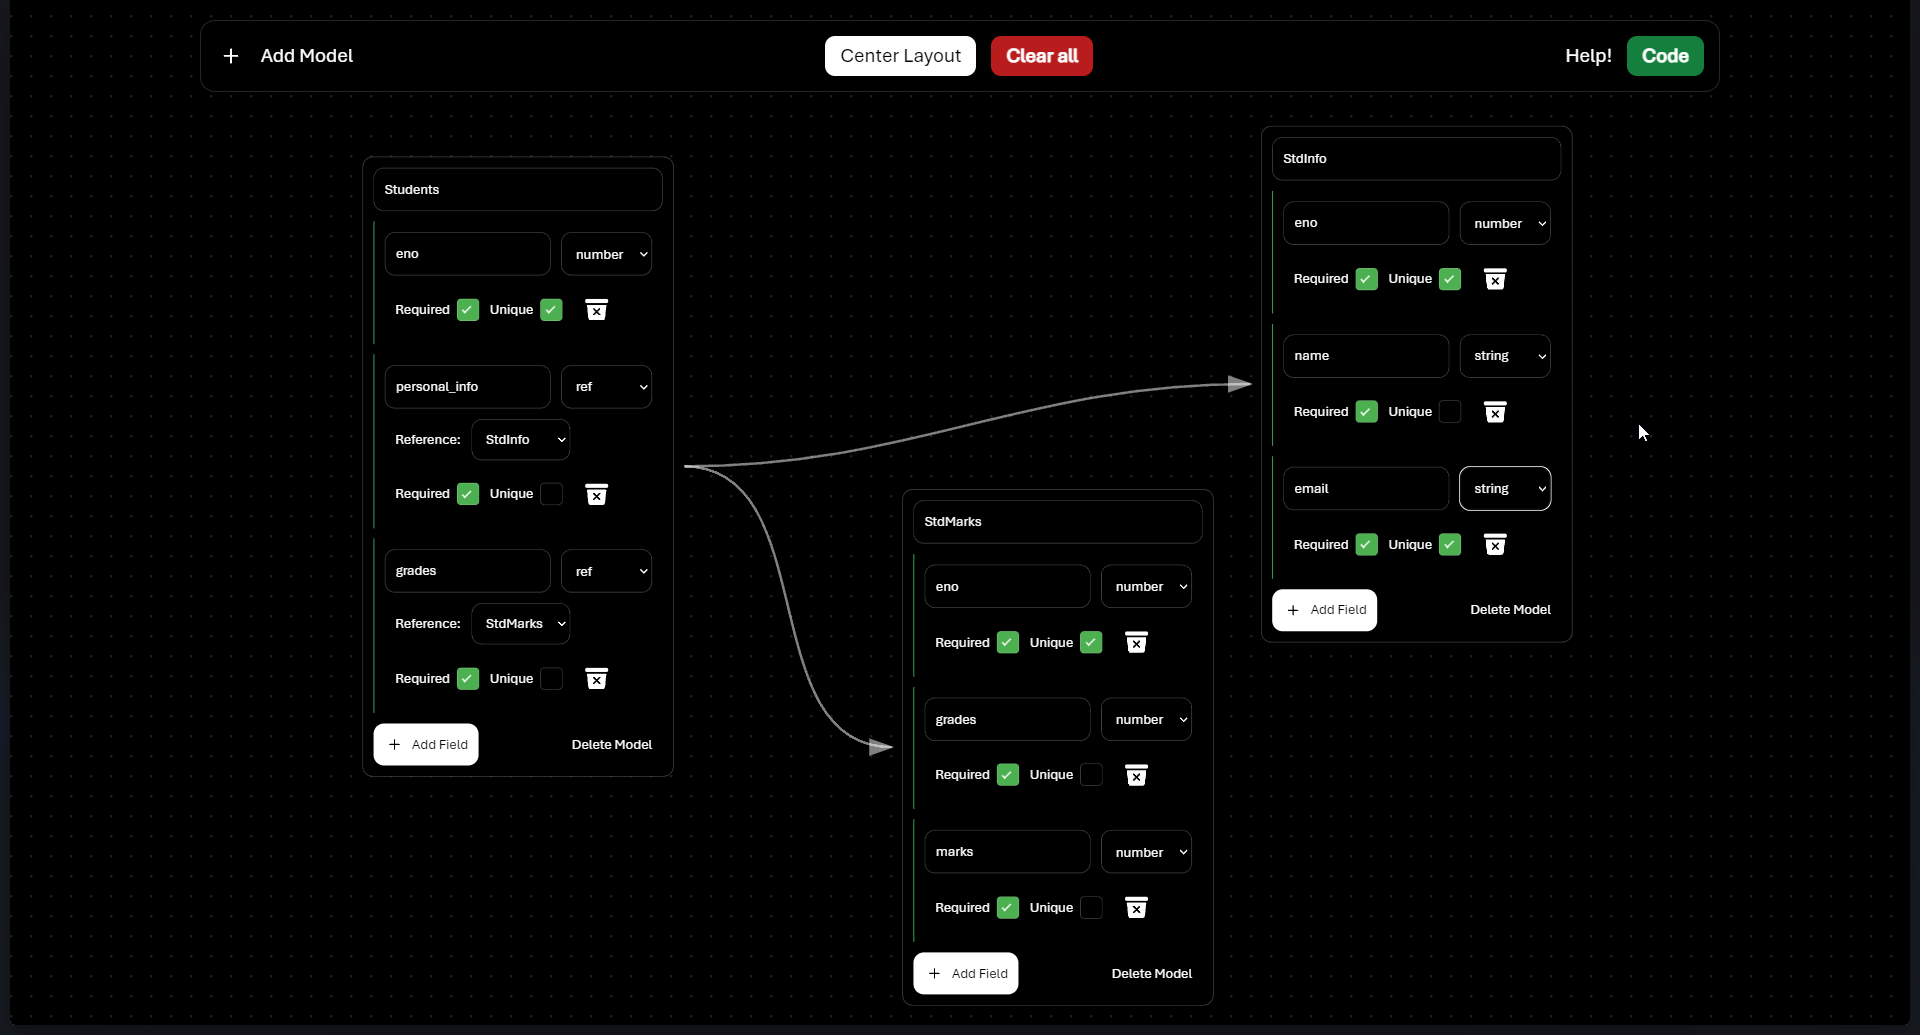 Add Model
Center Layout
Clear all
Help!
Code
Students
eno
number
Required Unique
personal_info
ref
Reference: StdInfo
Required Unique
grades
ref
Reference: StdMarks
Required Unique
Add Field
Delete Model
StdMarks
eno
number
Required Unique
grades
number
Required Unique
marks
number
Required Unique
Add Field
Delete Model
StdInfo
eno
number
Required Unique
name
string
Required Unique
email
string
Required Unique
Add Field
Delete Model